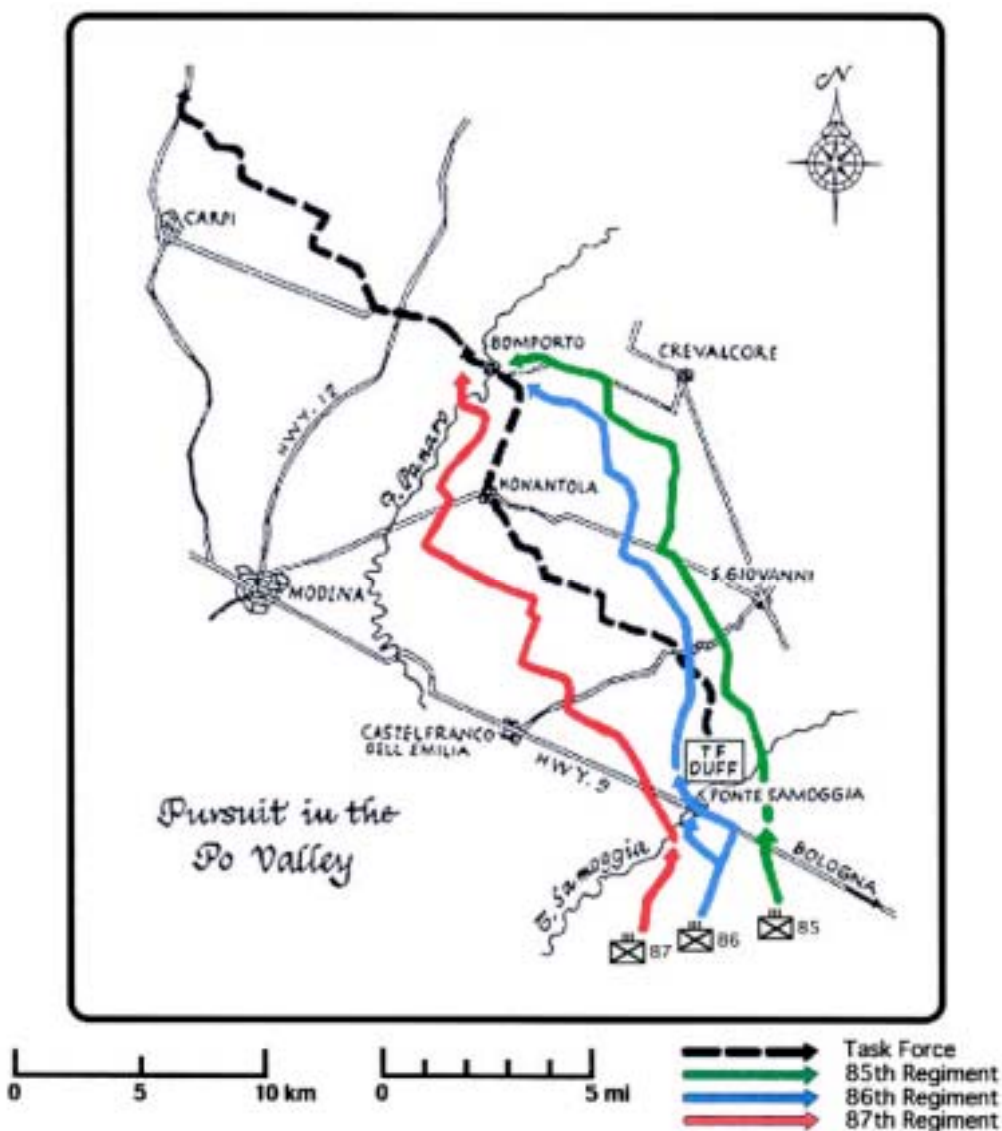 N
CARPI
HWY. 12
BOMPORTO
CREVALCORE
R. Panaro
NONANTOLA
S. GIOVANNI
MODENA
CASTELFRANCO
DELL EMILIA
HWY. 9
TF
DUFF
PONTE SAMOGGIA
Pursuit in the
Po Valley
Samoggia
BOLOGNA
87
86
85
0 5 10 km
0 5 mi
Task Force
85th Regiment
86th Regiment
87th Regiment